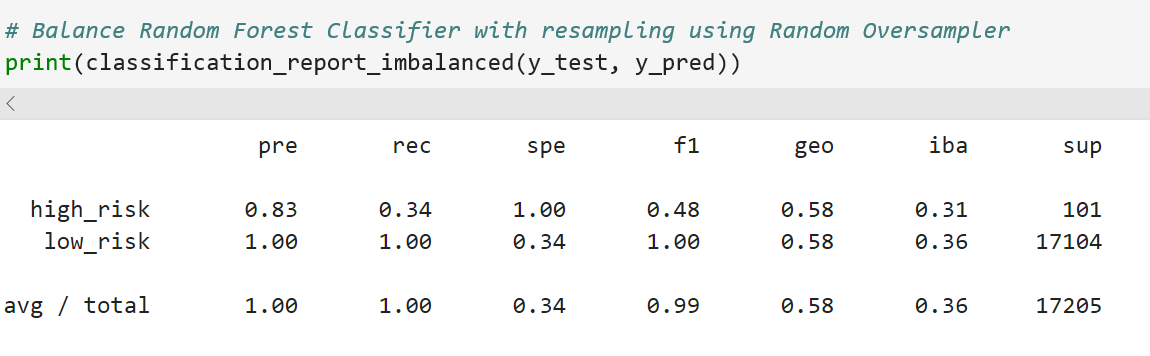 # Balance Random Forest Classifier with resampling using Random Oversampler
print(classification_report_imbalanced(y_test, y_pred))
pre rec spe f1 geo iba sup
high_risk 0.83 0.34 1.00 0.48 0.58 0.31 101
low_risk 1.00 1.00 0.34 1.00 0.58 0.36 17104
avg / total 1.00 1.00 0.34 0.99 0.58 0.36 17205